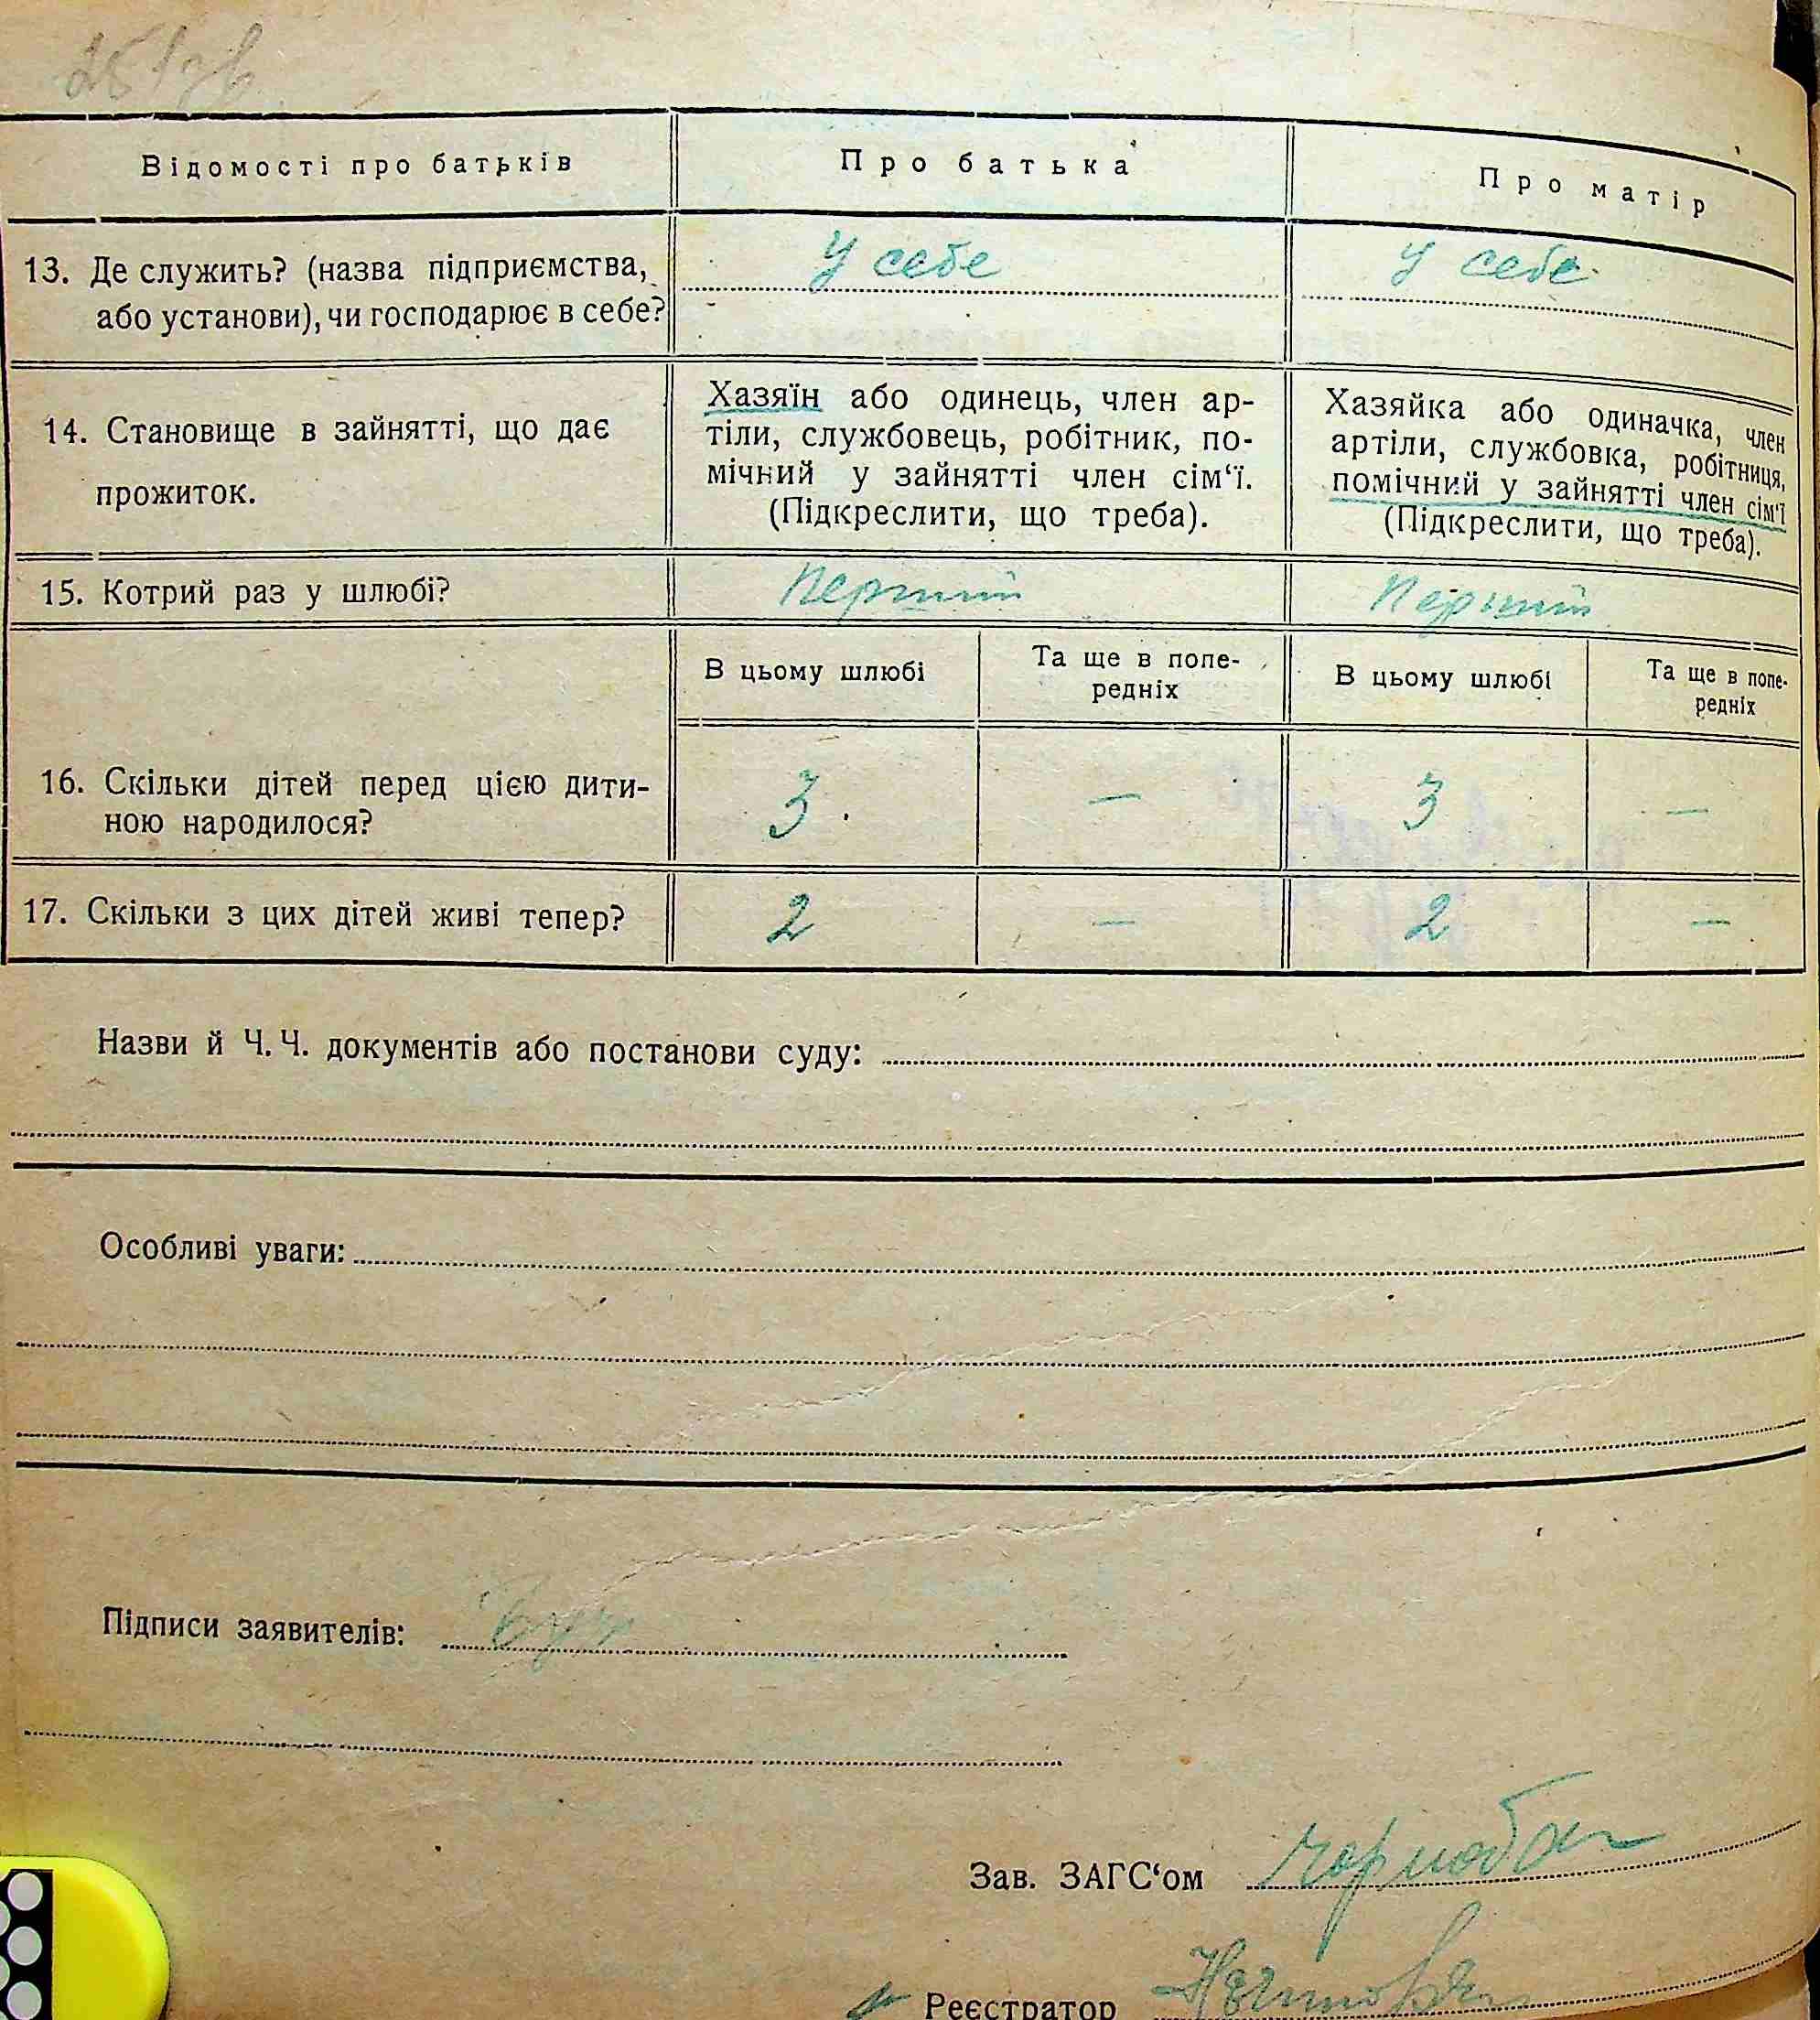 Відомості про батьків
Про батька
Про матір
13. Де служить? (назва підприємства,
або установи), чи господарює в себе?
У себе
У себе
14. Становище в зайнятті, що дає
прожиток.
Хазяїн або одинець, член ар-
тіли, службовець, робітник, по-
мічний у зайнятті член сім‘ї.
(Підкреслити, що треба).
Хазяйка або одиначка, член
артіли, службовка, робітниця,
помічний у зайнятті член сім‘ї
(Підкреслити, що треба).
15. Котрий раз у шлюбі?
Перший
Перший
В цьому шлюбі
Та ще в попе-
редніх
В цьому шлюбі
Та ще в попе-
редніх
16. Скільки дітей перед цією дити-
ною народилося?
3
—
3
—
17. Скільки з цих дітей живі тепер?
2
—
2
—
Назви й Ч. Ч. документів або постанови суду:
Особливі уваги:
Підписи заявителів:
Зав. ЗАГС‘ом
Реєстратор